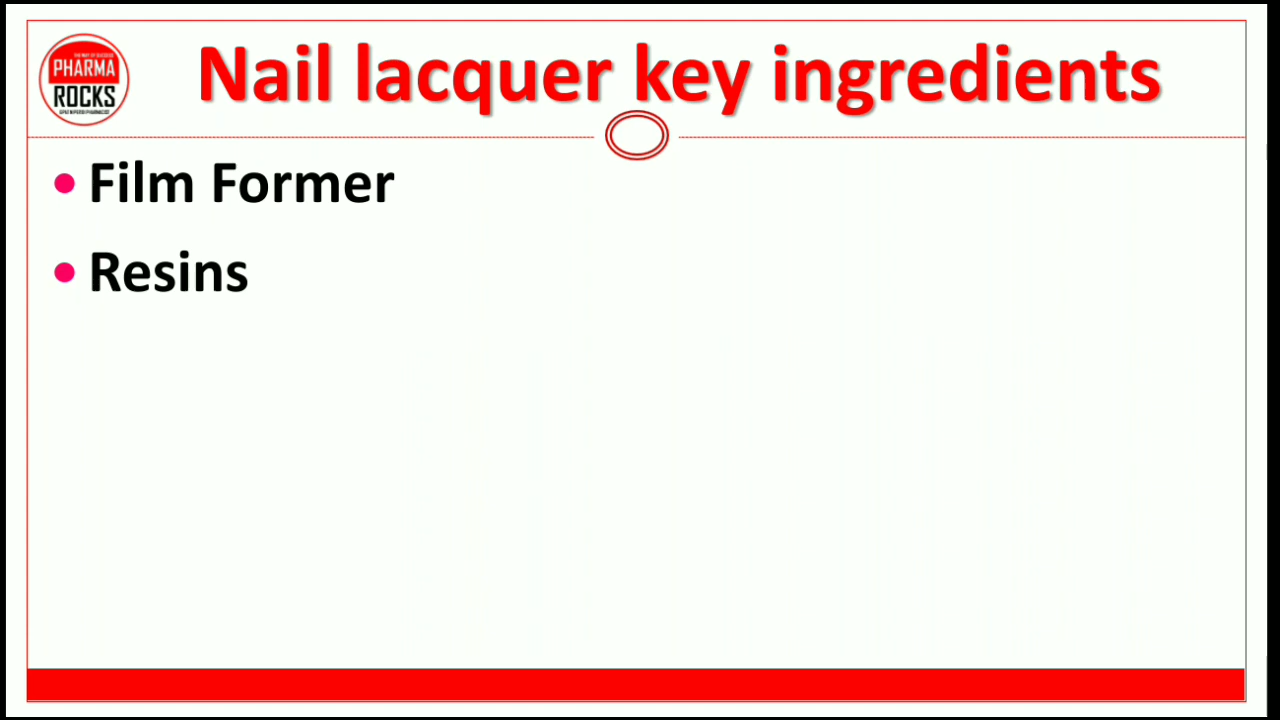 Nail lacquer key ingredients
PHARMA
ROCKS
• Film Former
• Resins